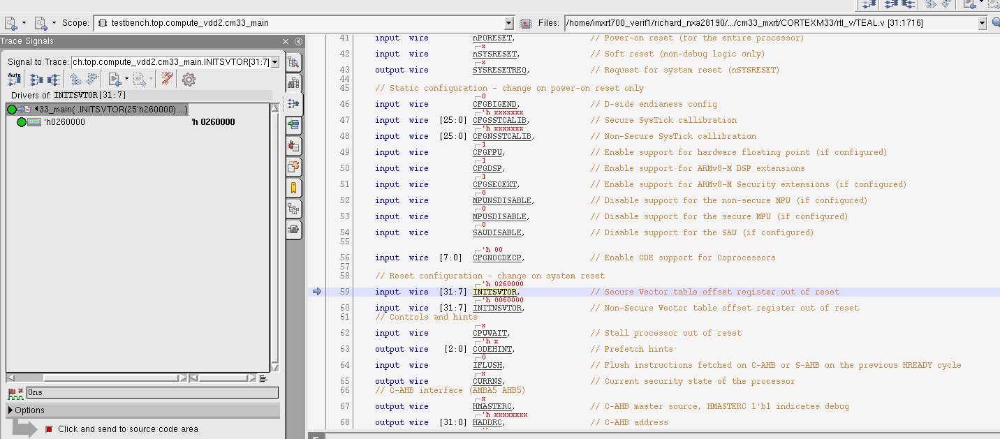 Scope: testbench.top.compute_vdd2.cm33_main Files: /home/imxrt700_verif1/richard_nxa28190/.../cm33_mxrt/CORTEXM33/rtl_v/TEAL.v [31:1716]
Trace Signals
Signal to Trace: ch.top.compute_vdd2.cm33_main.INITSVTOR[31:7]
Auto
Drivers of: INITSVTOR[31:7]
33_main( .INITSVTOR(25'h260000) ...)
'h0260000 'h 0260000
0ns
Options
Click and send to source code area
41 input wire nPORESET, // Power-on reset (for the entire processor)
x
42 input wire nSYSRESET, // Soft reset (non-debug logic only)
x
43 output wire SYSRESETREQ, // Request for system reset (nSYSRESET)
44
45 // Static configuration - change on power-on reset only
0
46 input wire CFGBIGEND, // D-side endianess config
'h xxxxxxx
47 input wire [25:0] CFGSSTCALIB, // Secure SysTick callibration
'h xxxxxxx
48 input wire [25:0] CFGNSSTCALIB, // Non-Secure SysTick callibration
1
49 input wire CFGFPU, // Enable support for hardware floating point (if configured)
1
50 input wire CFGDSP, // Enable support for ARMv8-M DSP extensions
1
51 input wire CFGSECEXT, // Enable support for ARMv8-M Security extensions (if configured)
0
52 input wire MPUNSDISABLE, // Disable support for the non-secure MPU (if configured)
0
53 input wire MPUSDISABLE, // Disable support for the secure MPU (if configured)
0
54 input wire SAUDISABLE, // Disable support for the SAU (if configured)
55
'h 00
56 input wire [7:0] CFGNOCDECP, // Enable CDE support for Coprocessors
57
58 // Reset configuration - change on system reset
'h 0260000
59 input wire [31:7] INITSVTOR, // Secure Vector table offset register out of reset
'h 0060000
60 input wire [31:7] INITNSVTOR, // Non-Secure Vector table offset register out of reset
61 // Controls and hints
x
62 input wire CPUWAIT, // Stall processor out of reset
'h x
63 output wire [2:0] CODEHINT, // Prefetch hints
0
64 input wire IFLUSH, // Flush instructions fetched on C-AHB or S-AHB on the previous HREADY cycle
x
65 output wire CURRNS, // Current security state of the processor
66 // C-AHB interface (AMBA5 AHB5)
x
67 output wire HMASTERC, // C-AHB master source, HMASTERC 1'b1 indicates debug
'h xxxxxxxx
68 output wire [31:0] HADDRC, // C-AHB address